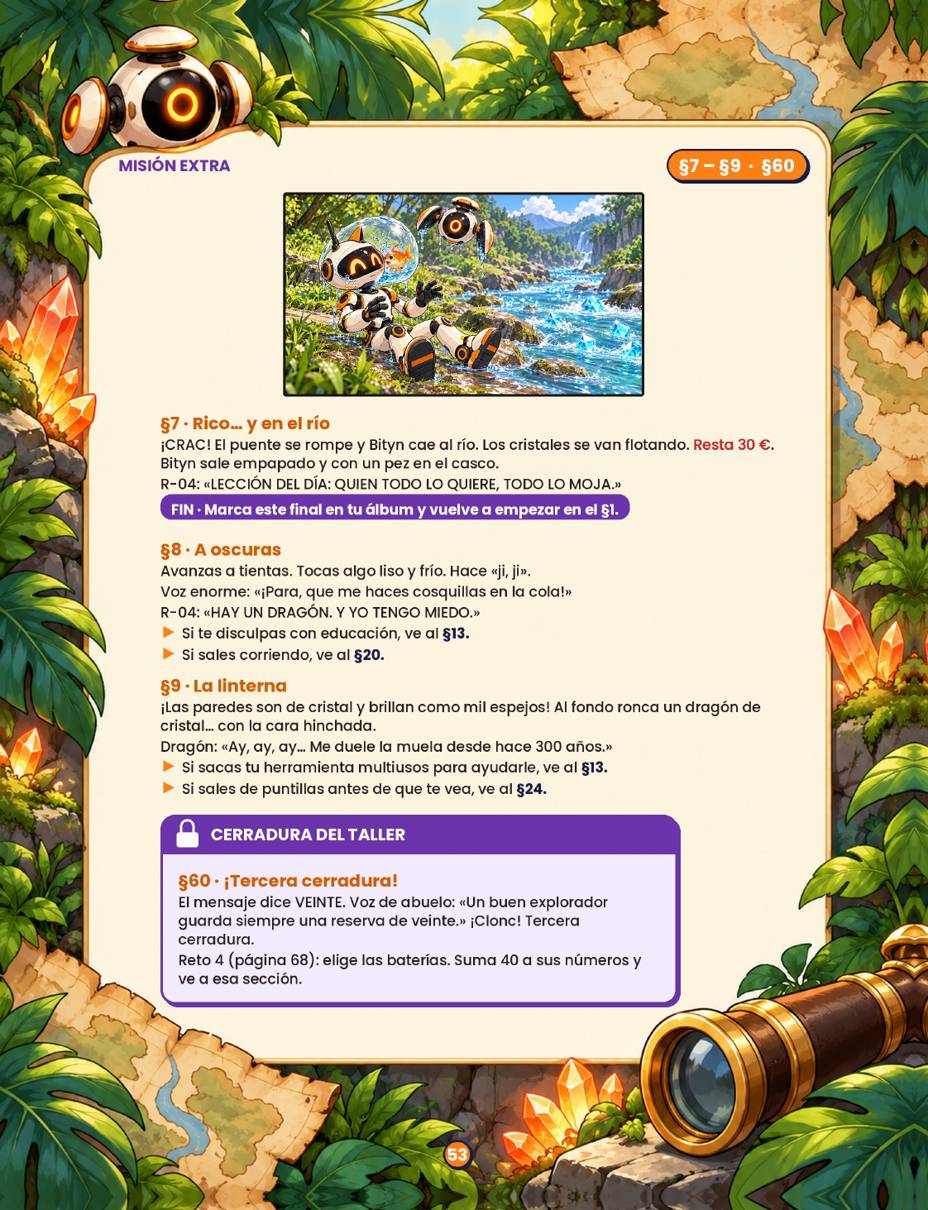 MISIÓN EXTRA
§7 – §9 · §60
§7 · Rico... y en el río
¡CRAC! El puente se rompe y Bityn cae al río. Los cristales se van flotando. Resta 30 €.
Bityn sale empapado y con un pez en el casco.
R-04: «LECCIÓN DEL DÍA: QUIEN TODO LO QUIERE, TODO LO MOJA.»
FIN · Marca este final en tu álbum y vuelve a empezar en el §1.
§8 · A oscuras
Avanzas a tientas. Tocas algo liso y frío. Hace «ji, ji».
Voz enorme: «¡Para, que me haces cosquillas en la cola!»
R-04: «HAY UN DRAGÓN. Y YO TENGO MIEDO.»
► Si te disculpas con educación, ve al §13.
► Si sales corriendo, ve al §20.
§9 · La linterna
¡Las paredes son de cristal y brillan como mil espejos! Al fondo ronca un dragón de
cristal... con la cara hinchada.
Dragón: «Ay, ay, ay... Me duele la muela desde hace 300 años.»
► Si sacas tu herramienta multiusos para ayudarle, ve al §13.
► Si sales de puntillas antes de que te vea, ve al §24.
CERRADURA DEL TALLER
§60 · ¡Tercera cerradura!
El mensaje dice VEINTE. Voz de abuelo: «Un buen explorador
guarda siempre una reserva de veinte.» ¡Clonc! Tercera
cerradura.
Reto 4 (página 68): elige las baterías. Suma 40 a sus números y
ve a esa sección.
53